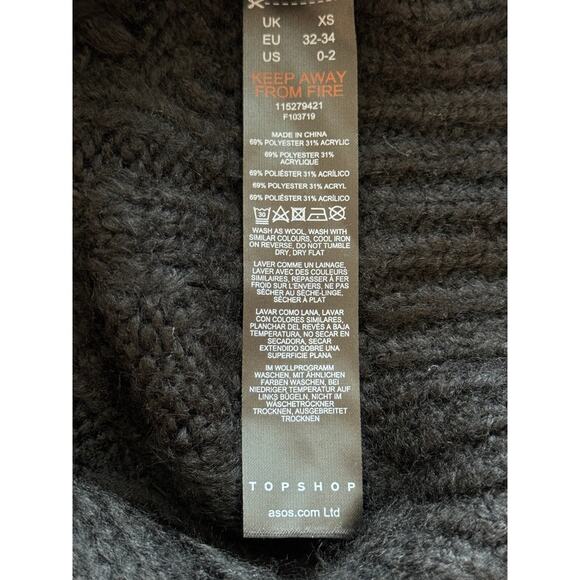 UK XS
EU 32-34
US 0-2
KEEP AWAY
FROM FIRE
115279421
F103719
MADE IN CHINA
69% POLYESTER 31% ACRYLIC
69% POLYESTER 31%
ACRYLIQUE
69% POLIÉSTER 31% ACRÍLICO
69% POLYESTER 31% ACRYL
69% POLIÉSTER 31% ACRÍLICO
30
WASH AS WOOL, WASH WITH
SIMILAR COLOURS, COOL IRON
ON REVERSE, DO NOT TUMBLE
DRY, DRY FLAT
LAVER COMME UN LAINAGE,
LAVER AVEC DES COULEURS
SIMILAIRES, REPASSER À FER
FROID SUR L'ENVERS, NE PAS
SÉCHER AU SÈCHE-LINGE,
SÉCHER À PLAT
LAVAR COMO LANA, LAVAR
CON COLORES SIMILARES,
PLANCHAR DEL REVÉS A BAJA
TEMPERATURA, NO SECAR EN
SECADORA, SECAR
EXTENDIDO SOBRE UNA
SUPERFICIE PLANA
IM WOLLPROGRAMM
WASCHEN, MIT ÄHNLICHEN
FARBEN WASCHEN, BEI
NIEDRIGER TEMPERATUR AUF
LINKS BÜGELN, NICHT IM
WÄSCHETROCKNER
TROCKNEN, AUSGEBREITET
TROCKNEN
TOPSHOP
asos.com Ltd